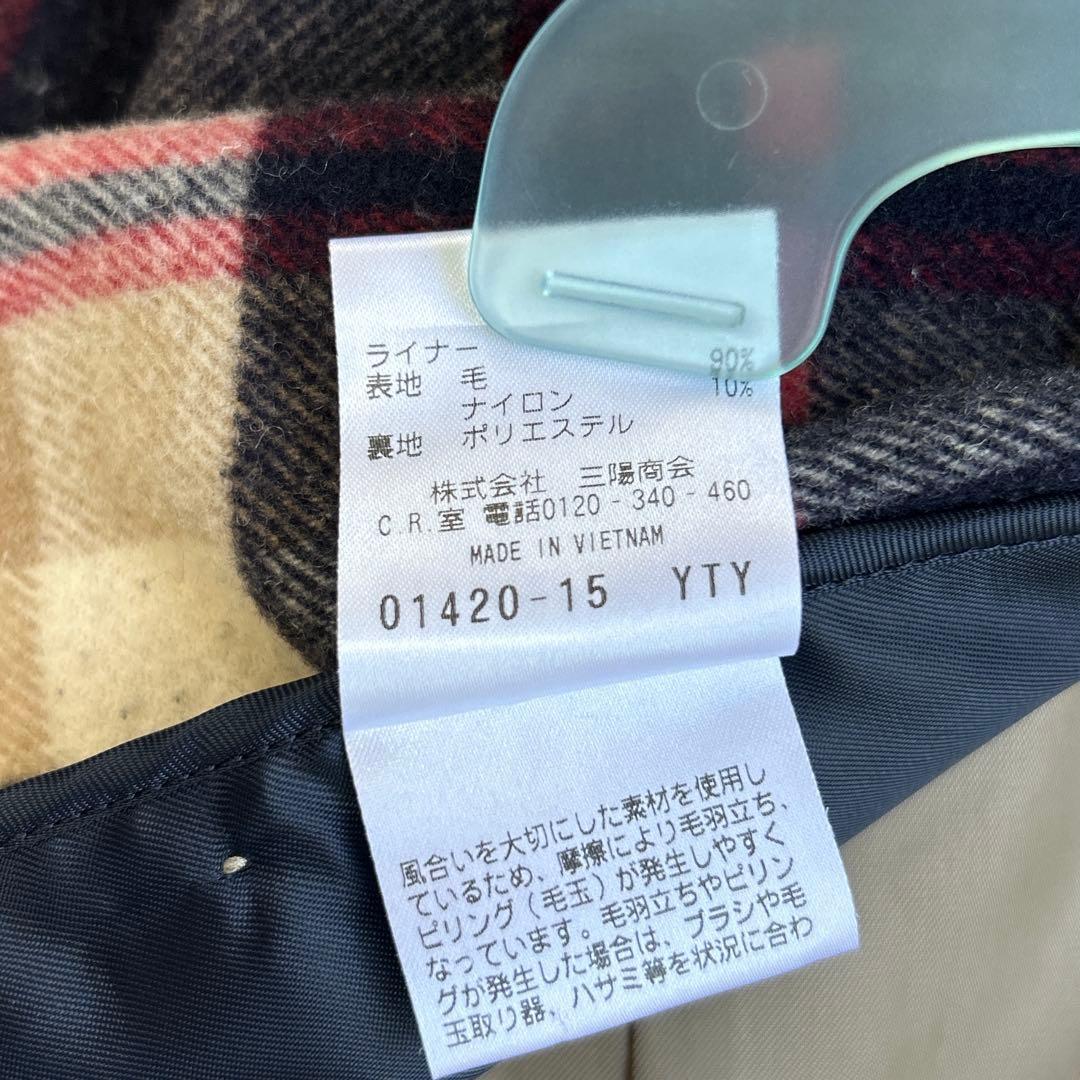 ライナー
表地 毛 90%
ナイロン 10%
裏地 ポリエステル
株式会社 三陽商会
C.R.室 電話0120-340-460
MADE IN VIETNAM
01420-15 YTY
風合いを大切にした素材を使用し
ているため、摩擦により毛羽立ち、
ピリング(毛玉)が発生しやすく
なっています。毛羽立ちやピリン
グが発生した場合は、ブラシや毛
玉取り器、ハサミ等を状況に合わ